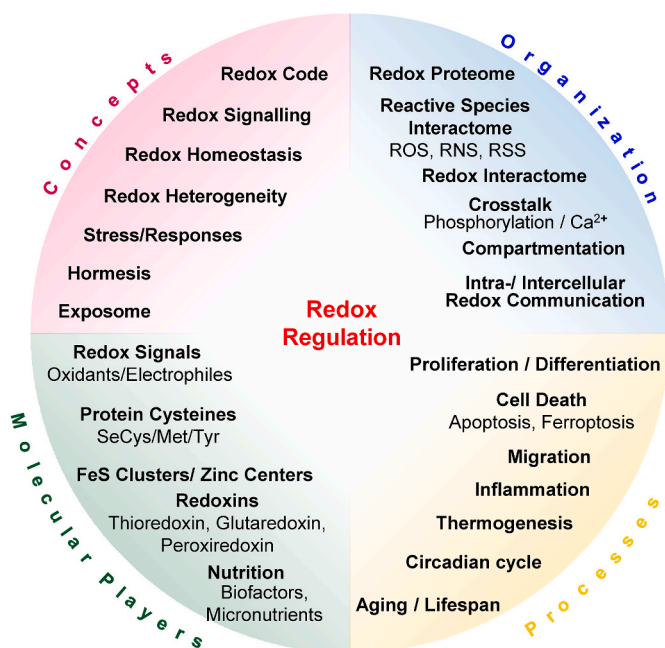 Concepts
Redox Code
Redox Signalling
Redox Homeostasis
Redox Heterogeneity
Stress/Responses
Hormesis
Exposome
Organization
Redox Proteome
Reactive Species
Interactome
ROS, RNS, RSS
Redox Interactome
Crosstalk
Phosphorylation / Ca²⁺
Compartmentation
Intra-/ Intercellular
Redox Communication
Redox
Regulation
Molecular Players
Redox Signals
Oxidants/Electrophiles
Protein Cysteines
SeCys/Met/Tyr
FeS Clusters/ Zinc Centers
Redoxins
Thioredoxin, Glutaredoxin,
Peroxiredoxin
Nutrition
Biofactors,
Micronutrients
Proliferation / Differentiation
Cell Death
Apoptosis, Ferroptosis
Migration
Inflammation
Thermogenesis
Circadian cycle
Aging / Lifespan
Processes